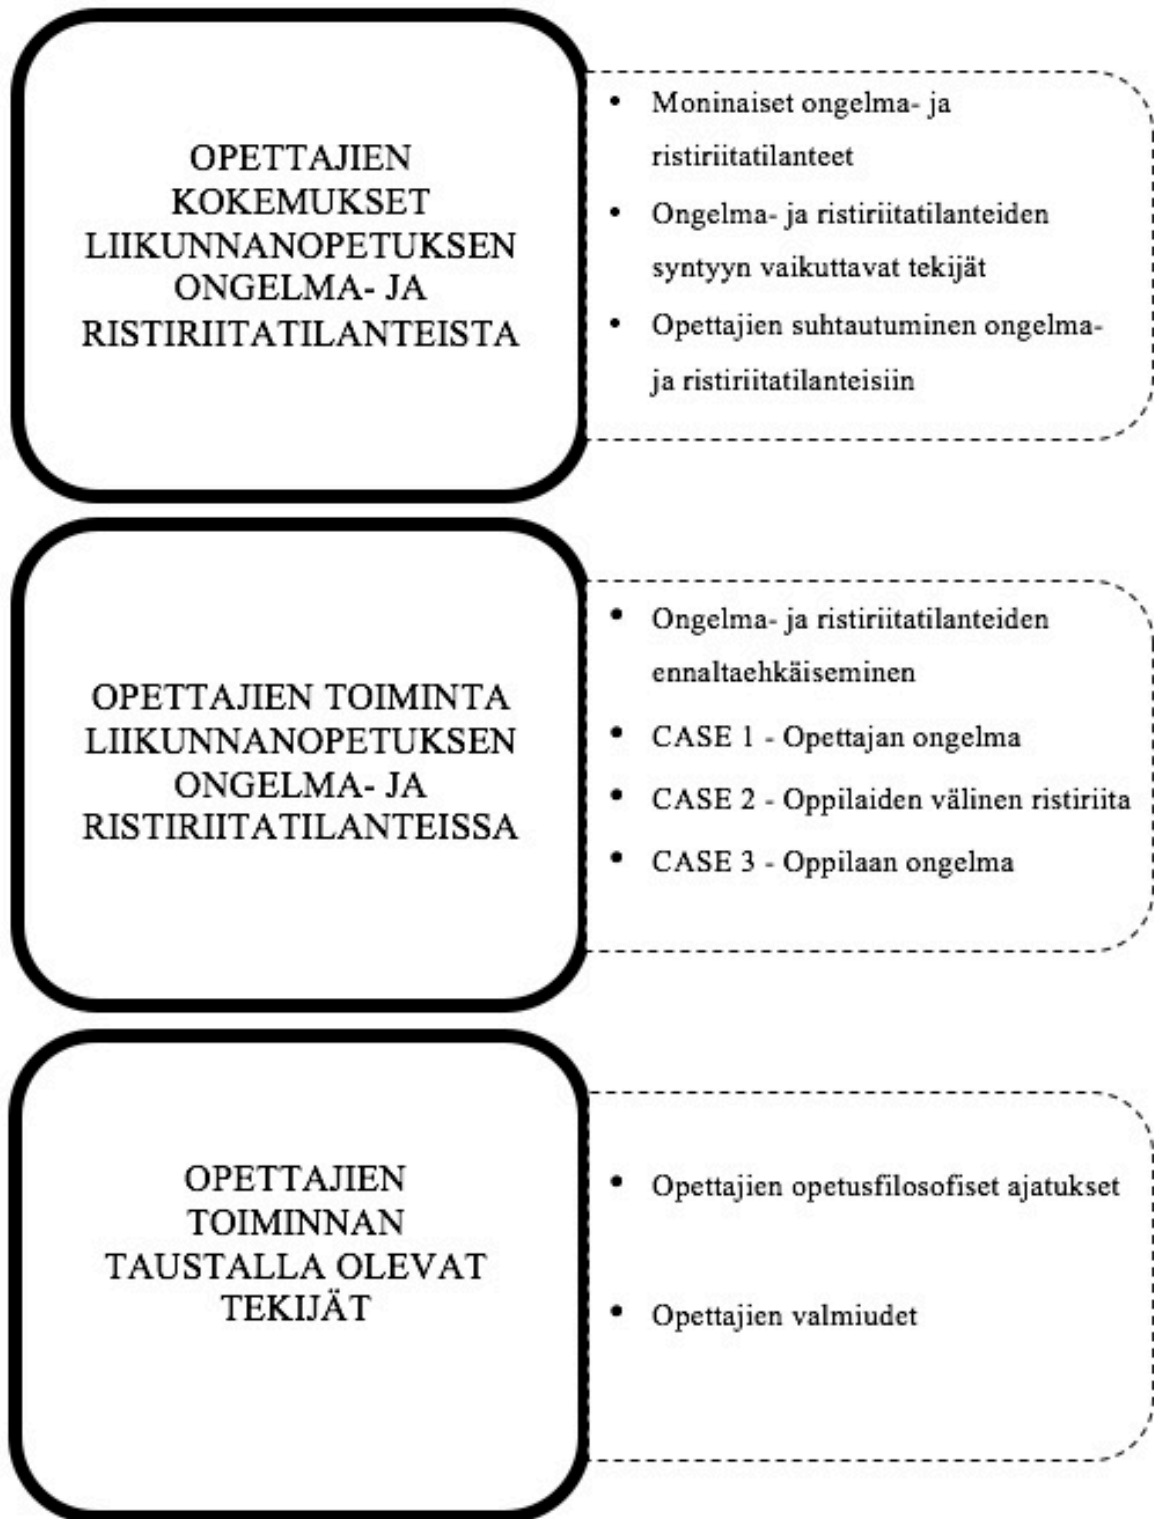 OPETTAJIEN
KOKEMUKSET
LIIKUNNANOPETUKSEN
ONGELMA- JA
RISTIRIITATILANTEISTA
• Moninaiset ongelma- ja
ristiriitatilanteet
• Ongelma- ja ristiriitatilanteiden
syntyyn vaikuttavat tekijät
• Opettajien suhtautuminen ongelma-
ja ristiriitatilanteisiin
OPETTAJIEN TOIMINTA
LIIKUNNANOPETUKSEN
ONGELMA- JA
RISTIRIITATILANTEISSA
• Ongelma- ja ristiriitatilanteiden
ennaltaehkäiseminen
• CASE 1 - Opettajan ongelma
• CASE 2 - Oppilaiden välinen ristiriita
• CASE 3 - Oppilaan ongelma
OPETTAJIEN
TOIMINNAN
TAUSTALLA OLEVAT
TEKIJÄT
• Opettajien opetusfilosofiset ajatukset
• Opettajien valmiudet